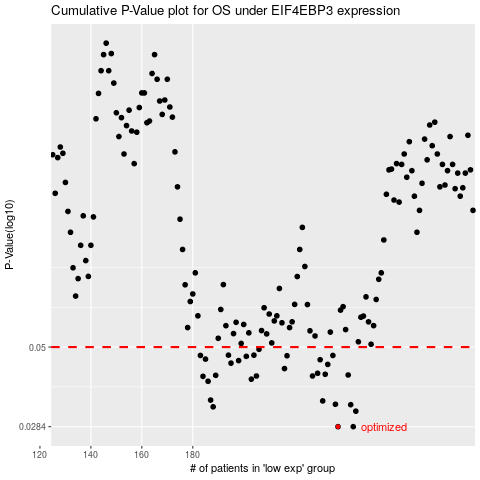 Cumulative P-Value plot for OS under EIF4EBP3 expression
P-Value(log10)
0.05
0.0284
optimized
120 140 160 180
# of patients in 'low exp' group